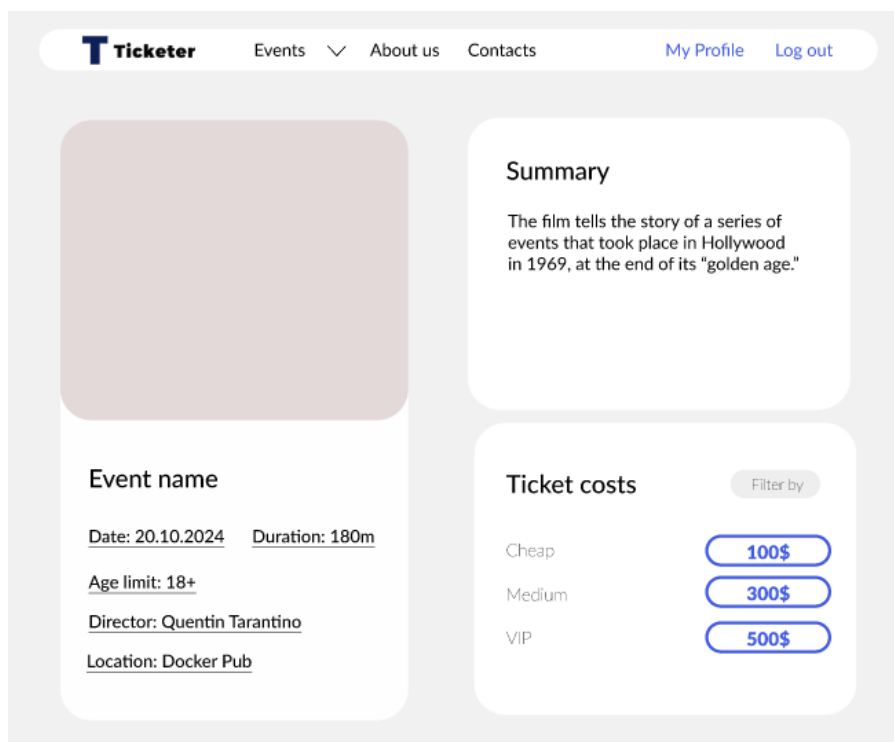 T Ticketer Events About us Contacts My Profile Log out
Event name
Date: 20.10.2024 Duration: 180m
Age limit: 18+
Director: Quentin Tarantino
Location: Docker Pub
Summary
The film tells the story of a series of
events that took place in Hollywood
in 1969, at the end of its “golden age.”
Ticket costs Filter by
Cheap 100$
Medium 300$
VIP 500$